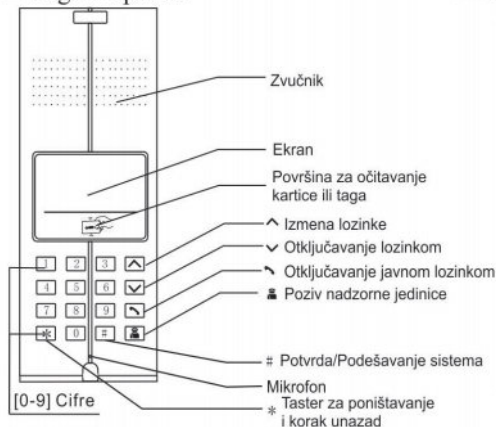 Zvučnik
Ekran
Površina za očitavanje
kartice ili taga
^ Izmena lozinke
Otključavanje lozinkom
Otključavanje javnom lozinkom
Poziv nadzorne jedinice
1 2 3
4 5 6
7 8 9
* 0 #
# Potvrda/Podešavanje sistema
Mikrofon
[0-9] Cifre
* Taster za poništavanje
i korak unazad